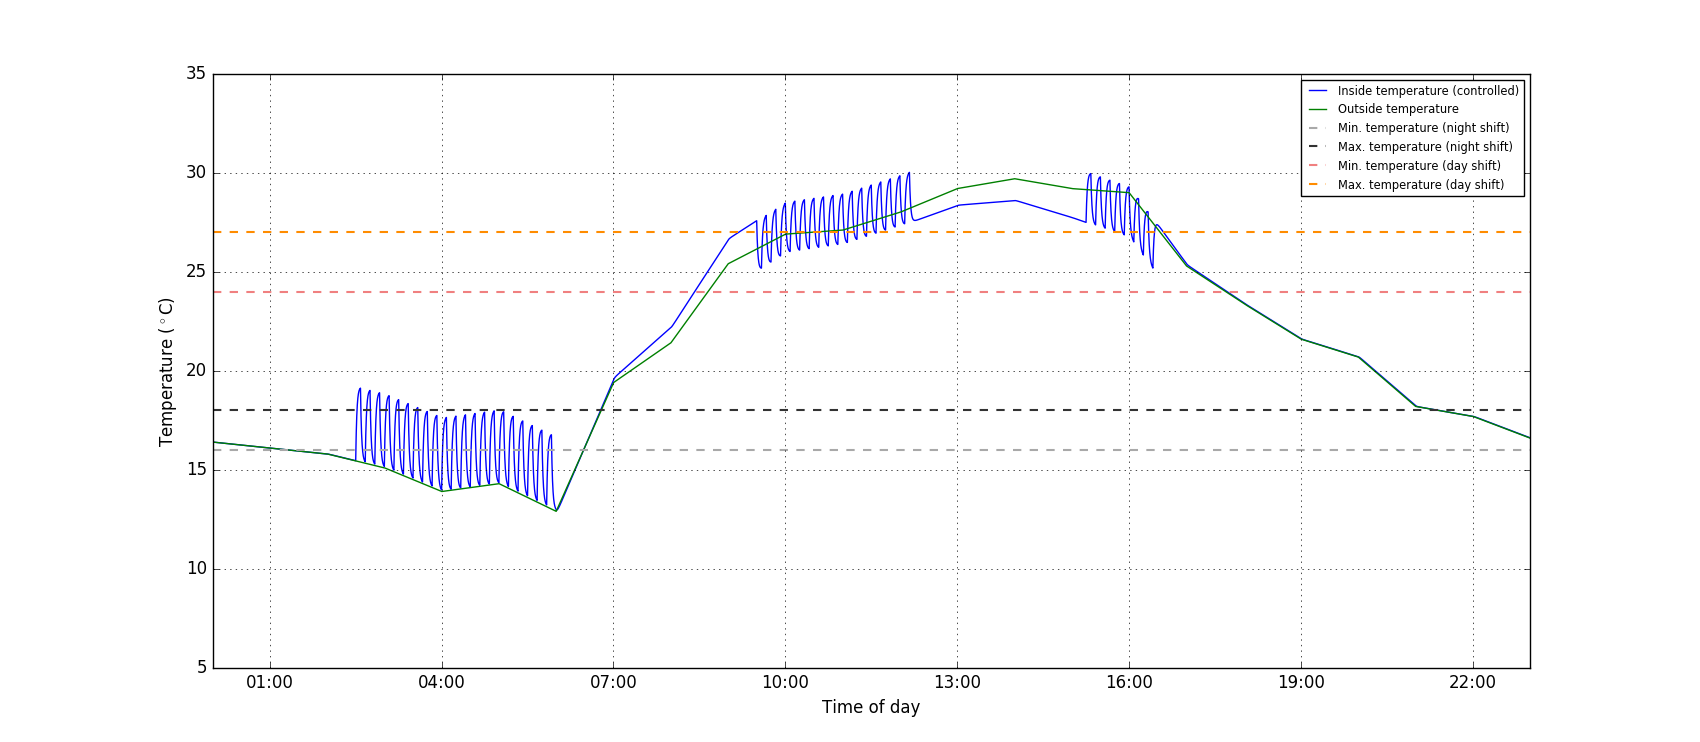 35
30
25
20
15
10
5
Temperature (°C)
01:00 04:00 07:00 10:00 13:00 16:00 19:00 22:00
Time of day
Inside temperature (controlled)
Outside temperature
Min. temperature (night shift)
Max. temperature (night shift)
Min. temperature (day shift)
Max. temperature (day shift)